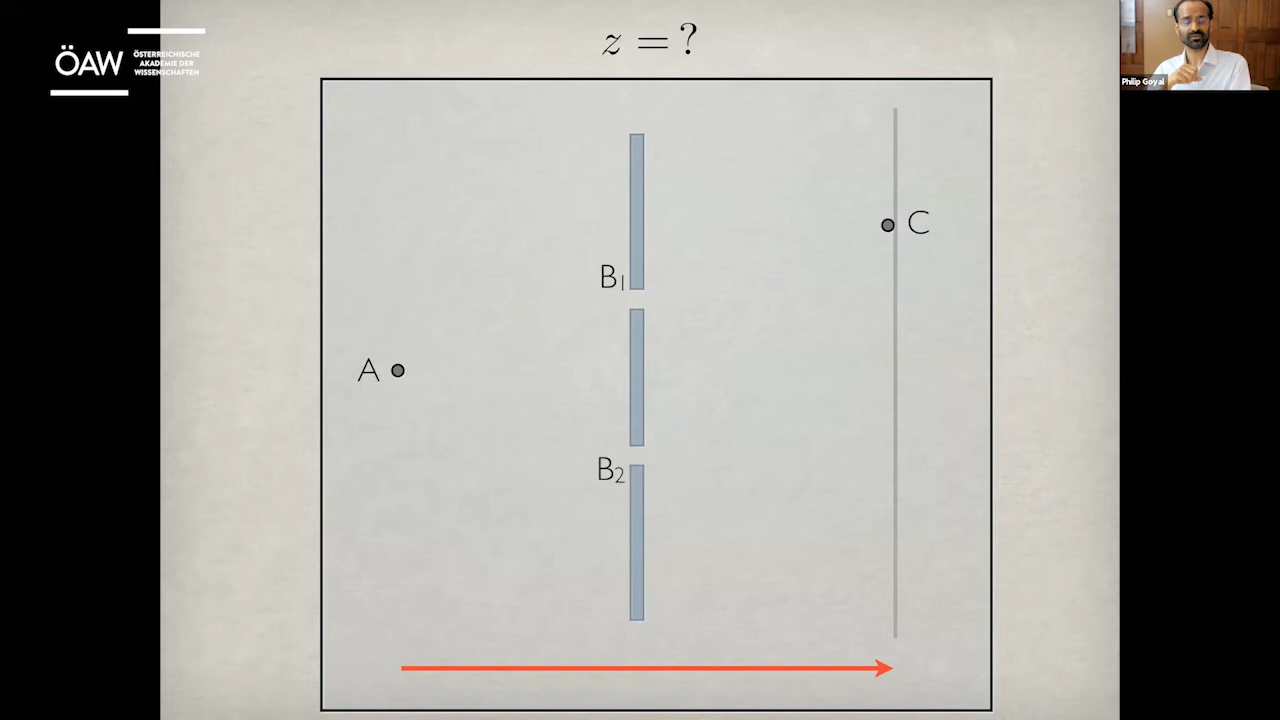 z = ?
ÖAW
ÖSTERREICHISCHE
AKADEMIE DER
WISSENSCHAFTEN
Philip Goyal
C
B₁
A
B₂